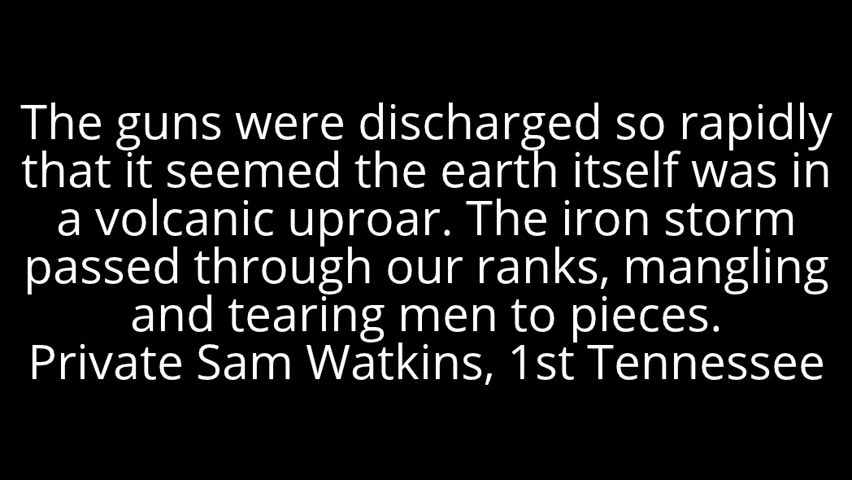 The guns were discharged so rapidly
that it seemed the earth itself was in
a volcanic uproar. The iron storm
passed through our ranks, mangling
and tearing men to pieces.
Private Sam Watkins, 1st Tennessee